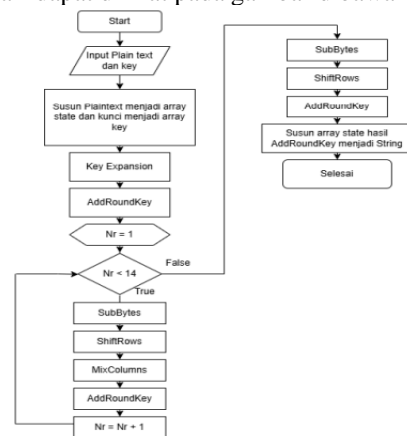 Start
Input Plain text
dan key
Susun Plaintext menjadi array
state dan kunci menjadi array
key
Key Expansion
AddRoundKey
Nr = 1
Nr < 14
False
True
SubBytes
ShiftRows
MixColumns
AddRoundKey
Nr = Nr + 1
SubBytes
ShiftRows
AddRoundKey
Susun array state hasil
AddRoundKey menjadi String
Selesai